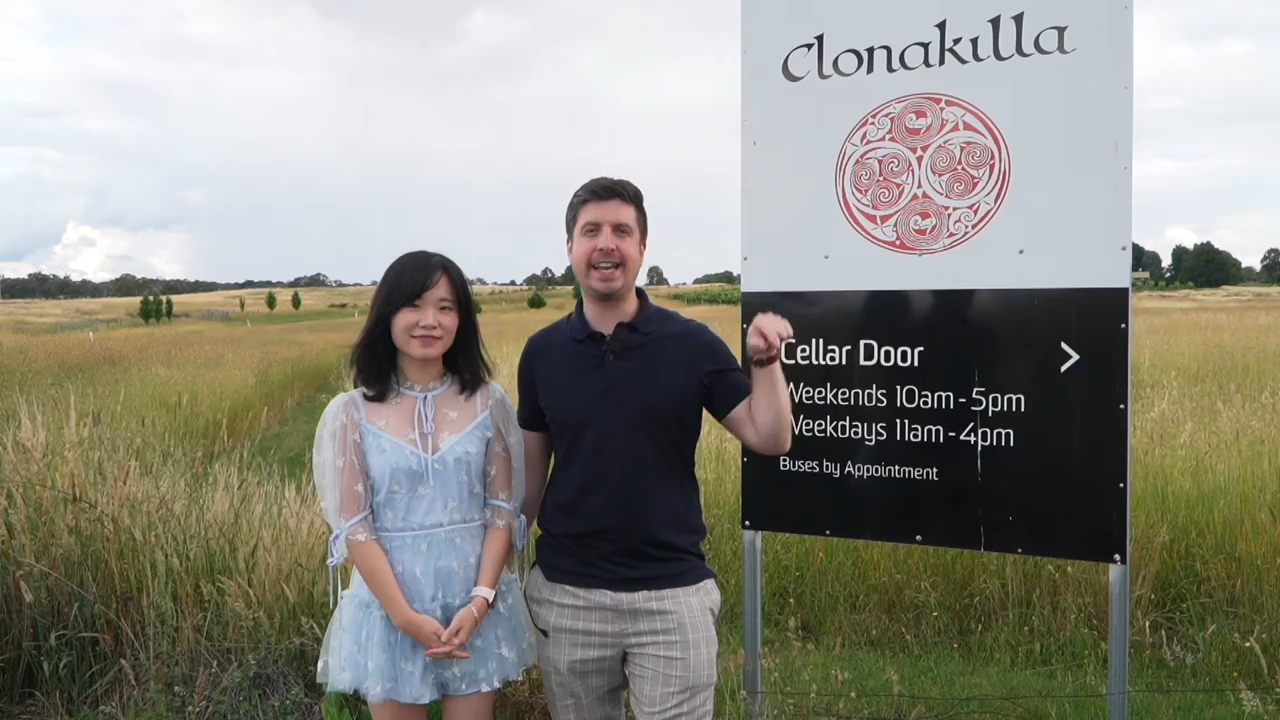 Clonakilla
Cellar Door >
Weekends 10am - 5pm
Weekdays 11am - 4pm
Buses by Appointment